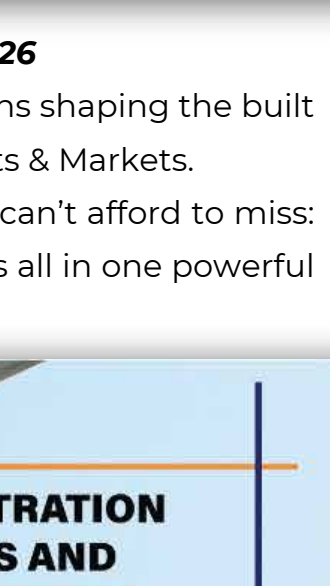 26
ns shaping the built
ts & Markets.
can’t afford to miss:
s all in one powerful
TRATION
S AND